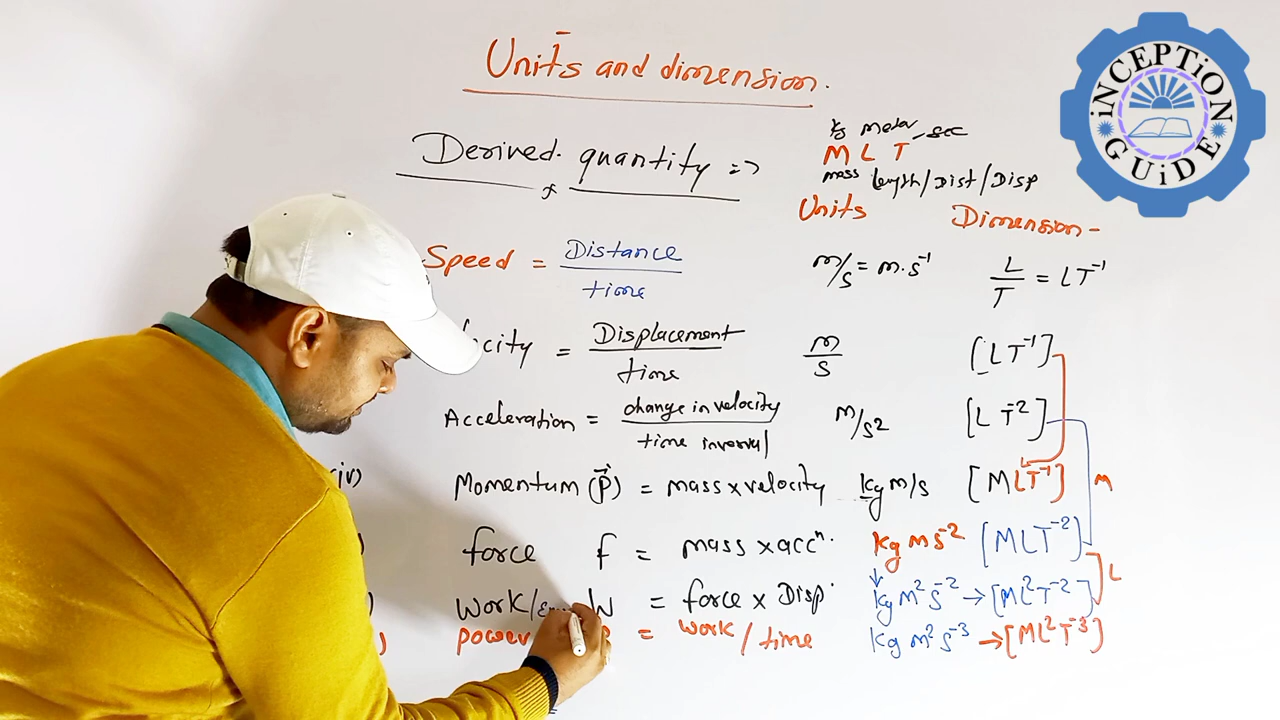 Units and dimension.
iNCEPTiON GUiDE
kg meter sec
M L T
mass length/Dist/Disp
Derived quantity =>
Units Dimension-
Speed = Distance / time m/s = m.s⁻¹ L/T = LT⁻¹
ocity = Displacement / time m/s [LT⁻¹]
Acceleration = change in velocity / time interval m/s² [LT⁻²]
iv) Momentum (P⃗) = mass x velocity kg m/s [MLT⁻¹] M
force f = mass x accⁿ. kg m s⁻² [MLT⁻²] L
work/ W = force x Disp. kg m² s⁻² → [ML²T⁻²]
power = work / time kg m² s⁻³ → [ML²T⁻³]